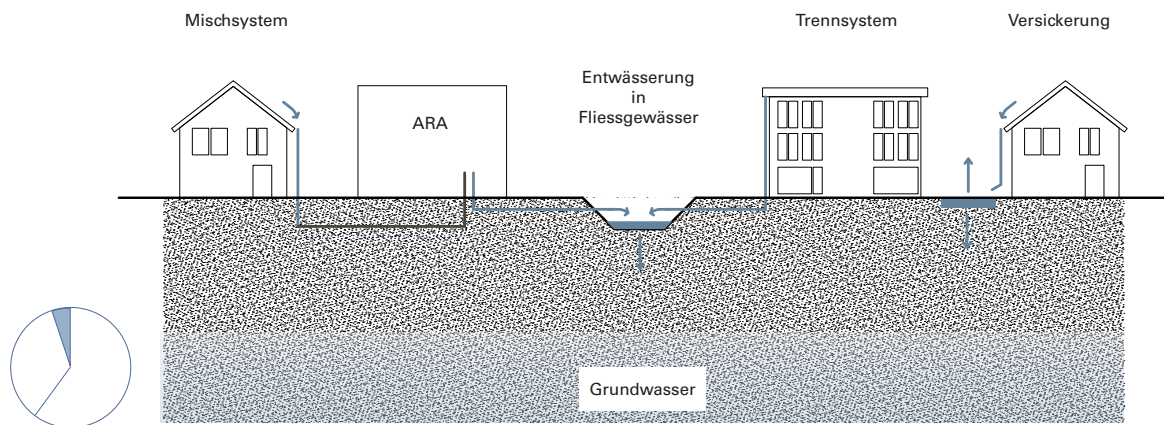 Mischsystem
Trennsystem
Versickerung
ARA
Entwässerung
in
Fliessgewässer
Grundwasser